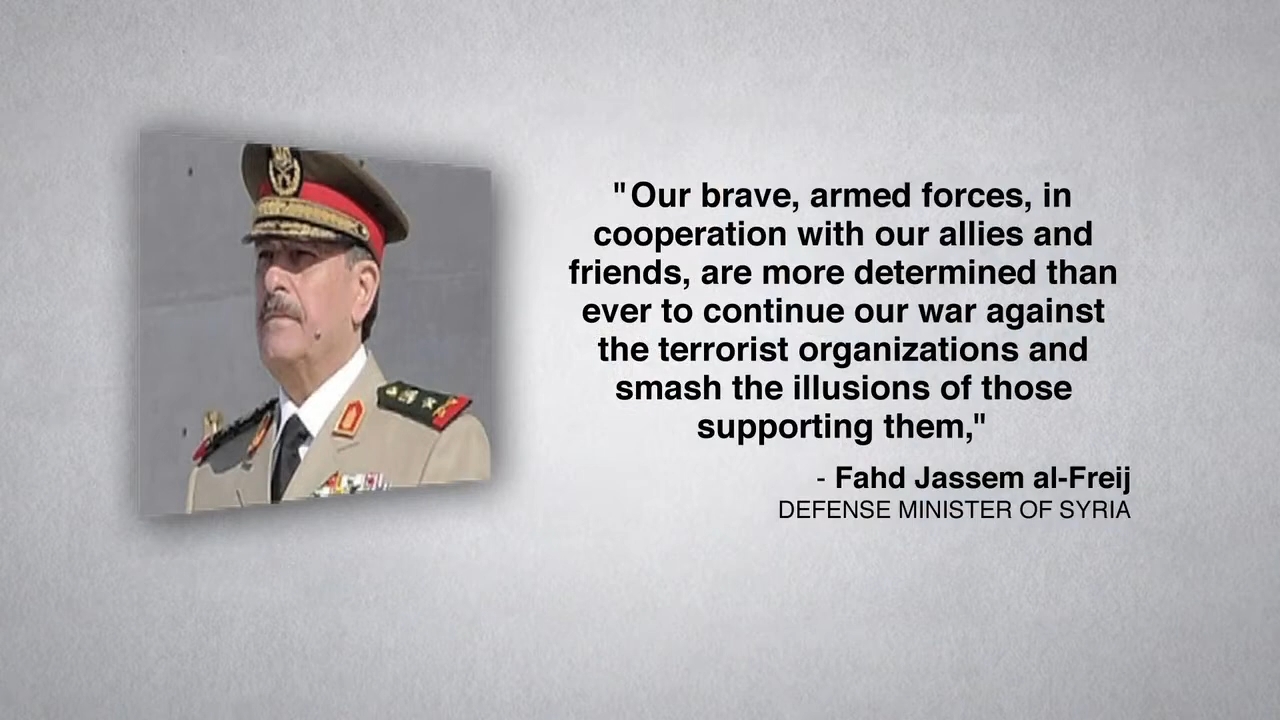 "Our brave, armed forces, in
cooperation with our allies and
friends, are more determined than
ever to continue our war against
the terrorist organizations and
smash the illusions of those
supporting them,"
- Fahd Jassem al-Freij
DEFENSE MINISTER OF SYRIA